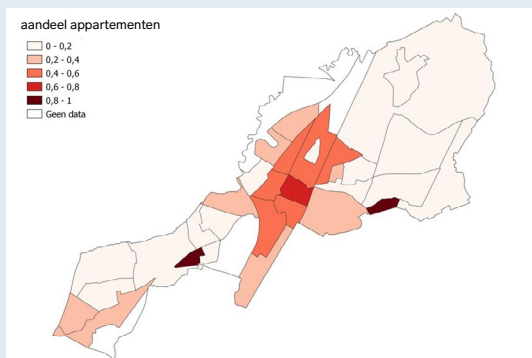 aandeel appartementen
0 - 0,2
0,2 - 0,4
0,4 - 0,6
0,6 - 0,8
0,8 - 1
Geen data